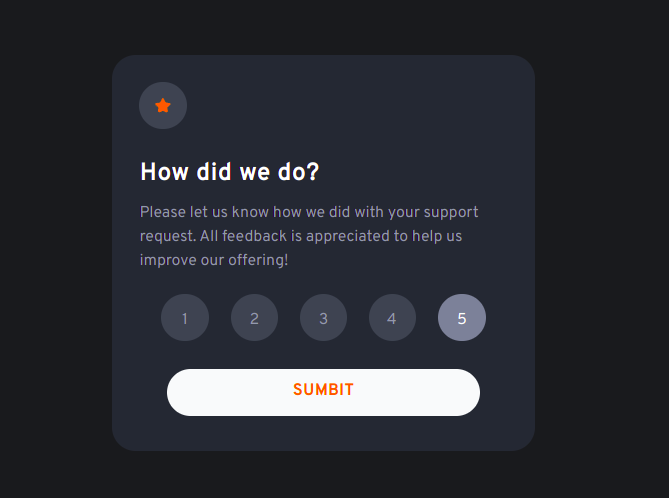 How did we do?
Please let us know how we did with your support
request. All feedback is appreciated to help us
improve our offering!
1 2 3 4 5
SUMBIT